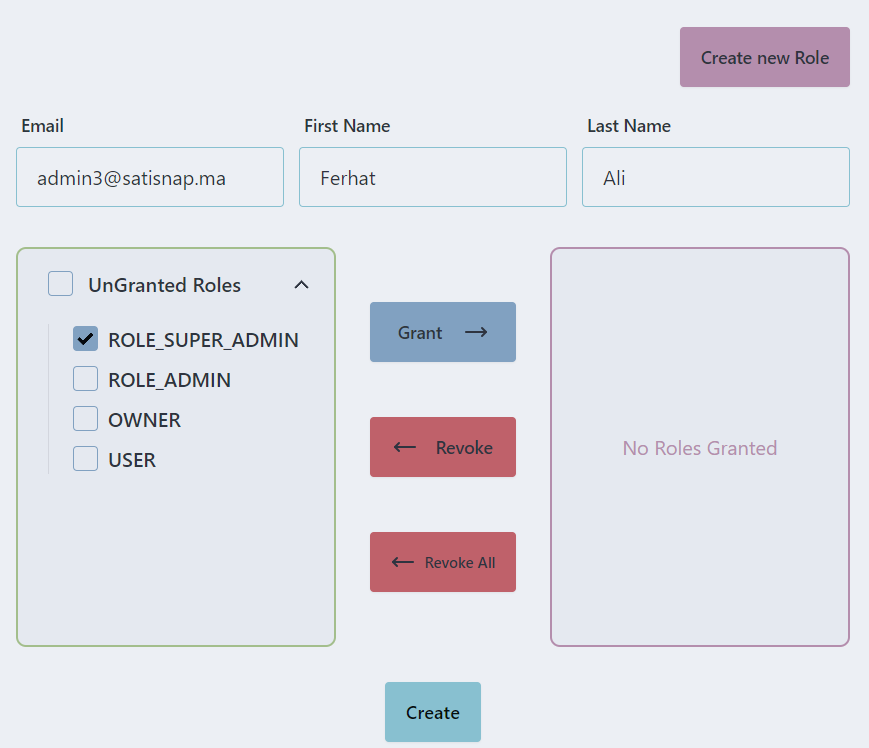 Create new Role
Email
First Name
Last Name
admin3@satisnap.ma
Ferhat
Ali
UnGranted Roles
ROLE_SUPER_ADMIN
ROLE_ADMIN
OWNER
USER
Grant
Revoke
Revoke All
No Roles Granted
Create